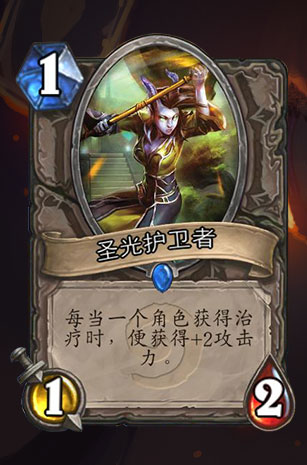 1
圣光护卫者
每当一个角色获得治
疗时，便获得+2攻击
力。
1
2